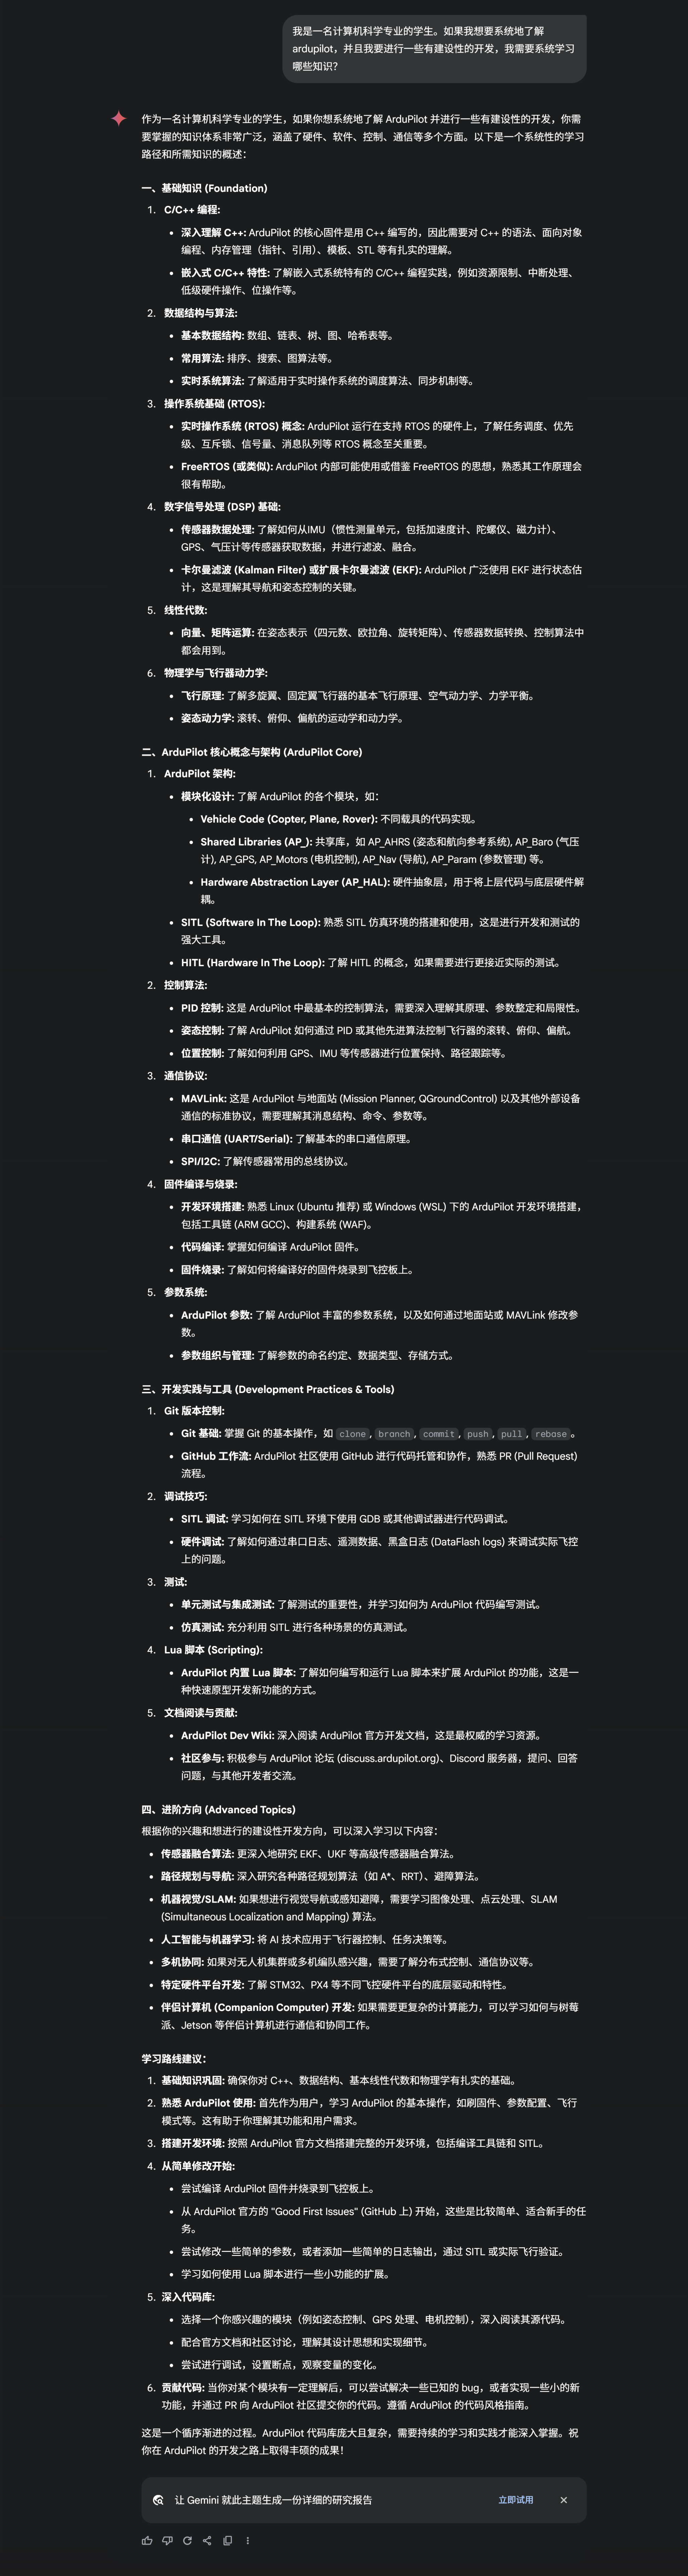 我是一名计算机科学专业的学生。如果我想要系统地了解
ardupilot，并且我要进行一些有建设性的开发，我需要系统学习
哪些知识？
作为一名计算机科学专业的学生，如果你想系统地了解 ArduPilot 并进行一些有建设性的开发，你需
要掌握的知识体系非常广泛，涵盖了硬件、软件、控制、通信等多个方面。以下是一个系统性的学习
路径和所需知识的概述：
一、基础知识 (Foundation)
1. C/C++ 编程:
• 深入理解 C++: ArduPilot 的核心固件是用 C++ 编写的，因此需要对 C++ 的语法、面向对象
编程、内存管理（指针、引用）、模板、STL 等有扎实的理解。
• 嵌入式 C/C++ 特性: 了解嵌入式系统特有的 C/C++ 编程实践，例如资源限制、中断处理、
低级硬件操作、位操作等。
2. 数据结构与算法:
• 基本数据结构: 数组、链表、树、图、哈希表等。
• 常用算法: 排序、搜索、图算法等。
• 实时系统算法: 了解适用于实时操作系统的调度算法、同步机制等。
3. 操作系统基础 (RTOS):
• 实时操作系统 (RTOS) 概念: ArduPilot 运行在支持 RTOS 的硬件上，了解任务调度、优先
级、互斥锁、信号量、消息队列等 RTOS 概念至关重要。
• FreeRTOS (或类似): ArduPilot 内部可能使用或借鉴 FreeRTOS 的思想，熟悉其工作原理会
很有帮助。
4. 数字信号处理 (DSP) 基础:
• 传感器数据处理: 了解如何从IMU（惯性测量单元，包括加速度计、陀螺仪、磁力计）、
GPS、气压计等传感器获取数据，并进行滤波、融合。
• 卡尔曼滤波 (Kalman Filter) 或扩展卡尔曼滤波 (EKF): ArduPilot 广泛使用 EKF 进行状态估
计，这是理解其导航和姿态控制的关键。
5. 线性代数:
• 向量、矩阵运算: 在姿态表示（四元数、欧拉角、旋转矩阵）、传感器数据转换、控制算法中
都会用到。
6. 物理学与飞行器动力学:
• 飞行原理: 了解多旋翼、固定翼飞行器的基本飞行原理、空气动力学、力学平衡。
• 姿态动力学: 滚转、俯仰、偏航的运动学和动力学。
二、ArduPilot 核心概念与架构 (ArduPilot Core)
1. ArduPilot 架构:
• 模块化设计: 了解 ArduPilot 的各个模块，如：
• Vehicle Code (Copter, Plane, Rover): 不同载具的代码实现。
• Shared Libraries (AP_): 共享库，如 AP_AHRS (姿态和航向参考系统), AP_Baro (气压
计), AP_GPS, AP_Motors (电机控制), AP_Nav (导航), AP_Param (参数管理) 等。
• Hardware Abstraction Layer (AP_HAL): 硬件抽象层，用于将上层代码与底层硬件解
耦。
• SITL (Software In The Loop): 熟悉 SITL 仿真环境的搭建和使用，这是进行开发和测试的
强大工具。
• HITL (Hardware In The Loop): 了解 HITL 的概念，如果需要进行更接近实际的测试。
2. 控制算法:
• PID 控制: 这是 ArduPilot 中最基本的控制算法，需要深入理解其原理、参数整定和局限性。
• 姿态控制: 了解 ArduPilot 如何通过 PID 或其他先进算法控制飞行器的滚转、俯仰、偏航。
• 位置控制: 了解如何利用 GPS、IMU 等传感器进行位置保持、路径跟踪等。
3. 通信协议:
• MAVLink: 这是 ArduPilot 与地面站 (Mission Planner, QGroundControl) 以及其他外部设备
通信的标准协议，需要理解其消息结构、命令、参数等。
• 串口通信 (UART/Serial): 了解基本的串口通信原理。
• SPI/I2C: 了解传感器常用的总线协议。
4. 固件编译与烧录:
• 开发环境搭建: 熟悉 Linux (Ubuntu 推荐) 或 Windows (WSL) 下的 ArduPilot 开发环境搭建，
包括工具链 (ARM GCC)、构建系统 (WAF)。
• 代码编译: 掌握如何编译 ArduPilot 固件。
• 固件烧录: 了解如何将编译好的固件烧录到飞控板上。
5. 参数系统:
• ArduPilot 参数: 了解 ArduPilot 丰富的参数系统，以及如何通过地面站或 MAVLink 修改参
数。
• 参数组织与管理: 了解参数的命名约定、数据类型、存储方式。
三、开发实践与工具 (Development Practices & Tools)
1. Git 版本控制:
• Git 基础: 掌握 Git 的基本操作，如 clone, branch, commit, push, pull, rebase。
• GitHub 工作流: ArduPilot 社区使用 GitHub 进行代码托管和协作，熟悉 PR (Pull Request)
流程。
2. 调试技巧:
• SITL 调试: 学习如何在 SITL 环境下使用 GDB 或其他调试器进行代码调试。
• 硬件调试: 了解如何通过串口日志、遥测数据、黑盒日志 (DataFlash logs) 来调试实际飞控
上的问题。
3. 测试:
• 单元测试与集成测试: 了解测试的重要性，并学习如何为 ArduPilot 代码编写测试。
• 仿真测试: 充分利用 SITL 进行各种场景的仿真测试。
4. Lua 脚本 (Scripting):
• ArduPilot 内置 Lua 脚本: 了解如何编写和运行 Lua 脚本来扩展 ArduPilot 的功能，这是一
种快速原型开发新功能的方式。
5. 文档阅读与贡献:
• ArduPilot Dev Wiki: 深入阅读 ArduPilot 官方开发文档，这是最权威的学习资源。
• 社区参与: 积极参与 ArduPilot 论坛 (discuss.ardupilot.org)、Discord 服务器，提问、回答
问题，与其他开发者交流。
四、进阶方向 (Advanced Topics)
根据你的兴趣和想进行的建设性开发方向，可以深入学习以下内容：
• 传感器融合算法: 更深入地研究 EKF、UKF 等高级传感器融合算法。
• 路径规划与导航: 深入研究各种路径规划算法（如 A*、RRT）、避障算法。
• 机器视觉/SLAM: 如果想进行视觉导航或感知避障，需要学习图像处理、点云处理、SLAM
(Simultaneous Localization and Mapping) 算法。
• 人工智能与机器学习: 将 AI 技术应用于飞行器控制、任务决策等。
• 多机协同: 如果对无人机集群或多机编队感兴趣，需要了解分布式控制、通信协议等。
• 特定硬件平台开发: 了解 STM32、PX4 等不同飞控硬件平台的底层驱动和特性。
• 伴侣计算机 (Companion Computer) 开发: 如果需要更复杂的计算能力，可以学习如何与树莓
派、Jetson 等伴侣计算机进行通信和协同工作。
学习路线建议：
1. 基础知识巩固: 确保你对 C++、数据结构、基本线性代数和物理学有扎实的基础。
2. 熟悉 ArduPilot 使用: 首先作为用户，学习 ArduPilot 的基本操作，如刷固件、参数配置、飞行
模式等。这有助于你理解其功能和用户需求。
3. 搭建开发环境: 按照 ArduPilot 官方文档搭建完整的开发环境，包括编译工具链和 SITL。
4. 从简单修改开始:
• 尝试编译 ArduPilot 固件并烧录到飞控板上。
• 从 ArduPilot 官方的 "Good First Issues" (GitHub 上) 开始，这些是比较简单、适合新手的任
务。
• 尝试修改一些简单的参数，或者添加一些简单的日志输出，通过 SITL 或实际飞行验证。
• 学习如何使用 Lua 脚本进行一些小功能的扩展。
5. 深入代码库:
• 选择一个你感兴趣的模块（例如姿态控制、GPS 处理、电机控制），深入阅读其源代码。
• 配合官方文档和社区讨论，理解其设计思想和实现细节。
• 尝试进行调试，设置断点，观察变量的变化。
6. 贡献代码: 当你对某个模块有一定理解后，可以尝试解决一些已知的 bug，或者实现一些小的新
功能，并通过 PR 向 ArduPilot 社区提交你的代码。遵循 ArduPilot 的代码风格指南。
这是一个循序渐进的过程。ArduPilot 代码库庞大且复杂，需要持续的学习和实践才能深入掌握。祝
你在 ArduPilot 的开发之路上取得丰硕的成果！
让 Gemini 就此主题生成一份详细的研究报告
立即试用